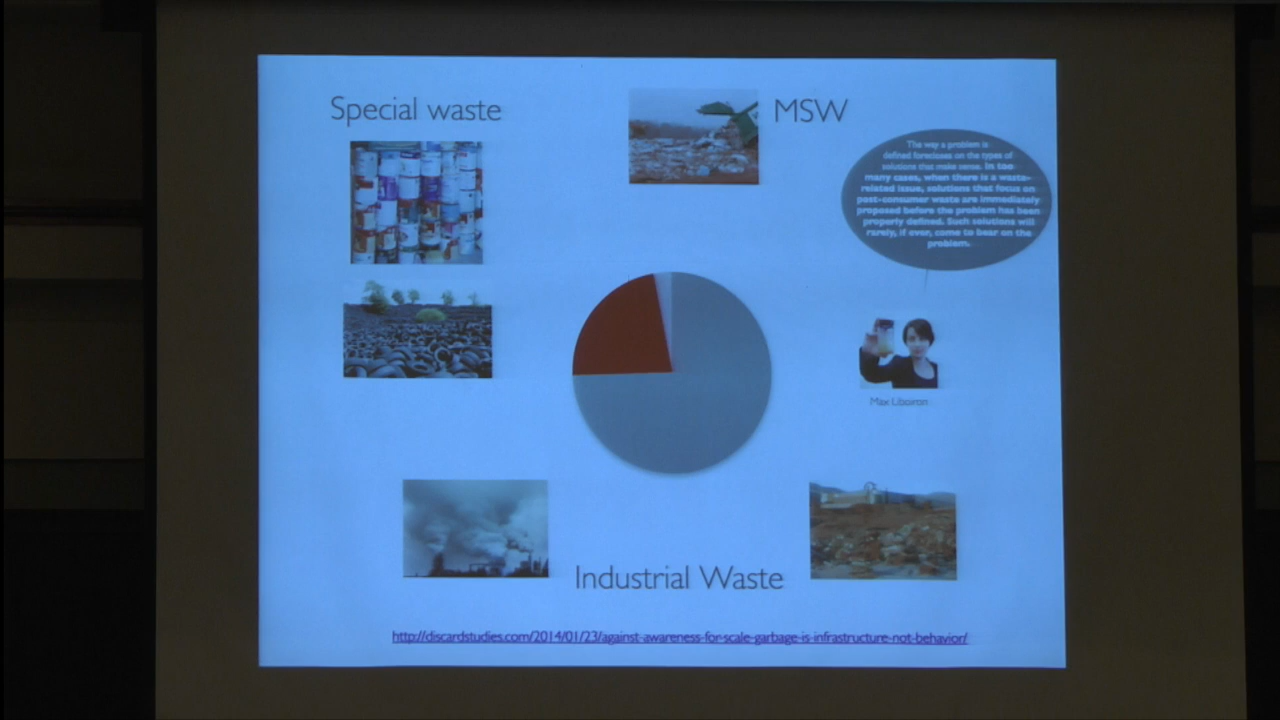 Special waste
MSW
The way a problem is
defined forecloses on the types of
solutions that make sense. In too
many cases, when there is a waste-
related issue, solutions that focus on
post-consumer waste are immediately
proposed before the problem has been
properly defined. Such solutions will
rarely, if ever, come to bear on the
problem.
Max Liboiron
Industrial Waste
http://discardstudies.com/2014/01/23/against-awareness-for-scale-garbage-is-infrastructure-not-behavior/